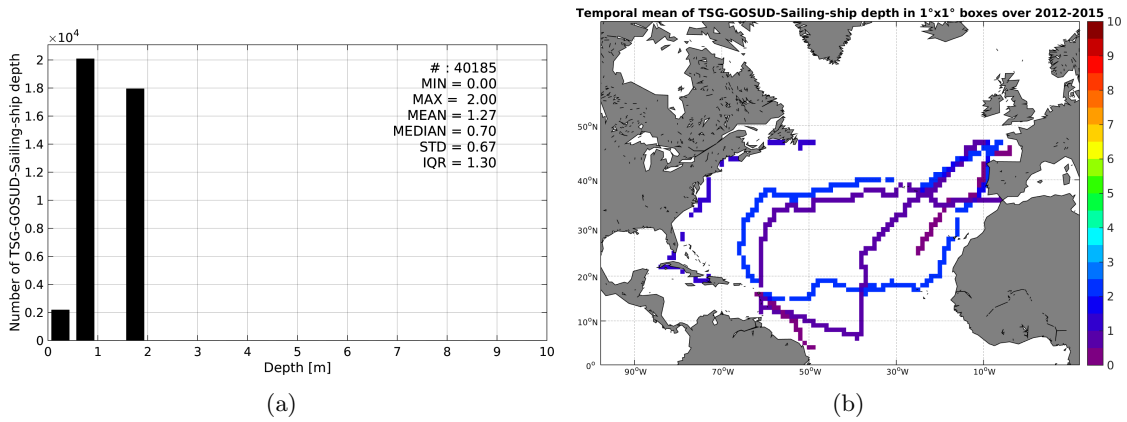 ×10⁴
2
1.8
1.6
1.4
1.2
1
0.8
0.6
0.4
0.2
0
Number of TSG-GOSUD-Sailing-ship depth
# : 40185
MIN = 0.00
MAX = 2.00
MEAN = 1.27
MEDIAN = 0.70
STD = 0.67
IQR = 1.30
0 1 2 3 4 5 6 7 8 9 10
Depth [m]
(a)
Temporal mean of TSG-GOSUD-Sailing-ship depth in 1°x1° boxes over 2012-2015
50°N
40°N
30°N
20°N
10°N
0°
90°W 70°W 50°W 30°W 10°W
10
9
8
7
6
5
4
3
2
1
0
(b)